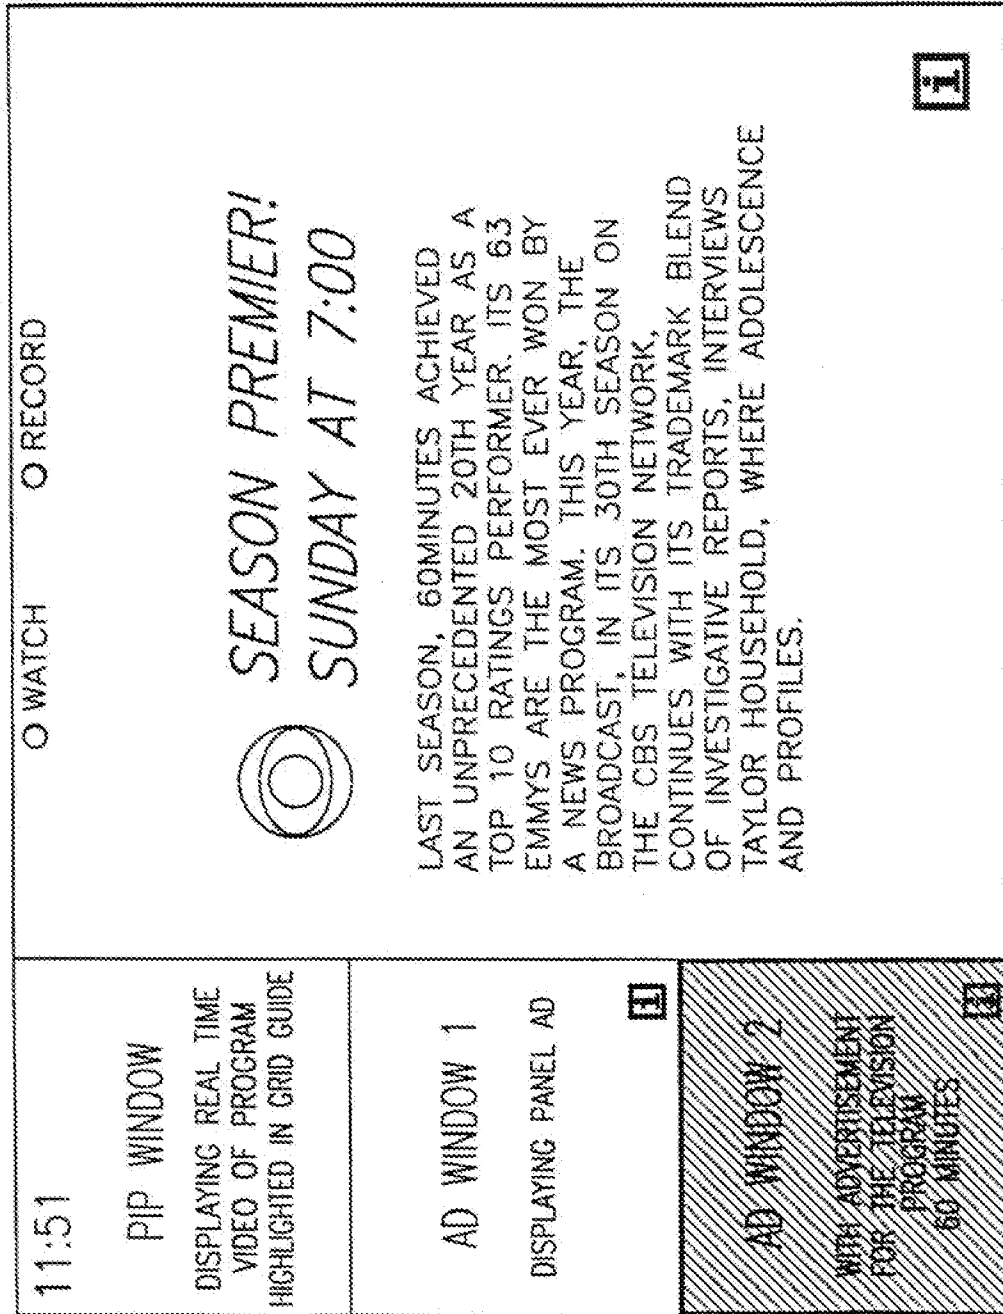 11:51
PIP WINDOW
DISPLAYING REAL TIME
VIDEO OF PROGRAM
HIGHLIGHTED IN GRID GUIDE
AD WINDOW 1
DISPLAYING PANEL AD
i
AD WINDOW 2
WITH ADVERTISEMENT
FOR THE TELEVISION
PROGRAM
60 MINUTES
i
O WATCH
O RECORD
SEASON PREMIER!
SUNDAY AT 7:00
LAST SEASON, 60MINUTES ACHIEVED
AN UNPRECEDENTED 20TH YEAR AS A
TOP 10 RATINGS PERFORMER. ITS 63
EMMYS ARE THE MOST EVER WON BY
A NEWS PROGRAM. THIS YEAR, THE
BROADCAST, IN ITS 30TH SEASON ON
THE CBS TELEVISION NETWORK,
CONTINUES WITH ITS TRADEMARK BLEND
OF INVESTIGATIVE REPORTS, INTERVIEWS
TAYLOR HOUSEHOLD, WHERE ADOLESCENCE
AND PROFILES.
i